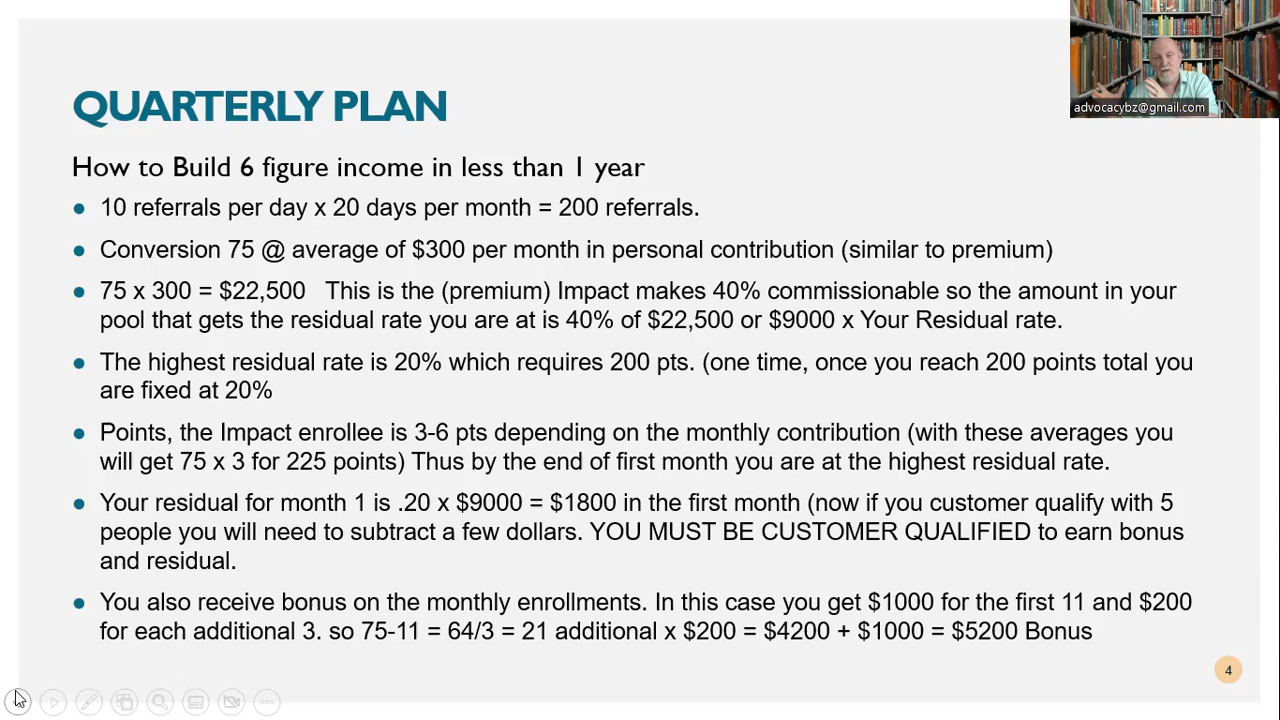 advocacybz@gmail.com
QUARTERLY PLAN
How to Build 6 figure income in less than 1 year
● 10 referrals per day x 20 days per month = 200 referrals.
● Conversion 75 @ average of $300 per month in personal contribution (similar to premium)
● 75 x 300 = $22,500 This is the (premium) Impact makes 40% commissionable so the amount in your
pool that gets the residual rate you are at is 40% of $22,500 or $9000 x Your Residual rate.
● The highest residual rate is 20% which requires 200 pts. (one time, once you reach 200 points total you
are fixed at 20%
● Points, the Impact enrollee is 3-6 pts depending on the monthly contribution (with these averages you
will get 75 x 3 for 225 points) Thus by the end of first month you are at the highest residual rate.
● Your residual for month 1 is .20 x $9000 = $1800 in the first month (now if you customer qualify with 5
people you will need to subtract a few dollars. YOU MUST BE CUSTOMER QUALIFIED to earn bonus
and residual.
● You also receive bonus on the monthly enrollments. In this case you get $1000 for the first 11 and $200
for each additional 3. so 75-11 = 64/3 = 21 additional x $200 = $4200 + $1000 = $5200 Bonus
4